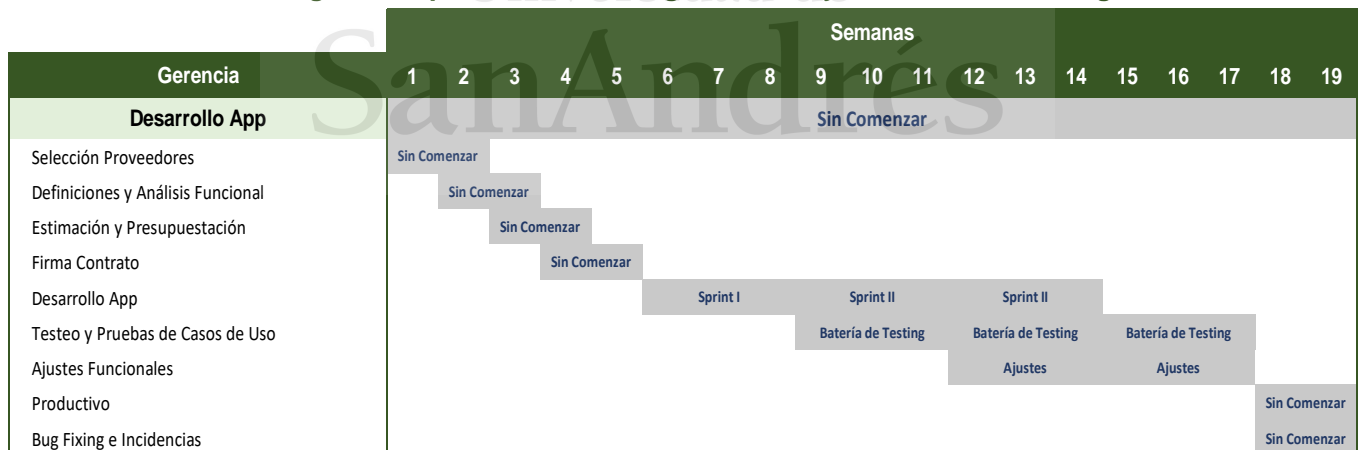 SanAndrés
Semanas
Gerencia 1 2 3 4 5 6 7 8 9 10 11 12 13 14 15 16 17 18 19
Desarrollo App Sin Comenzar
Selección Proveedores Sin Comenzar
Definiciones y Análisis Funcional Sin Comenzar
Estimación y Presupuestación Sin Comenzar
Firma Contrato Sin Comenzar
Desarrollo App Sprint I Sprint II Sprint II
Testeo y Pruebas de Casos de Uso Batería de Testing Batería de Testing Batería de Testing
Ajustes Funcionales Ajustes Ajustes
Productivo Sin Comenzar
Bug Fixing e Incidencias Sin Comenzar